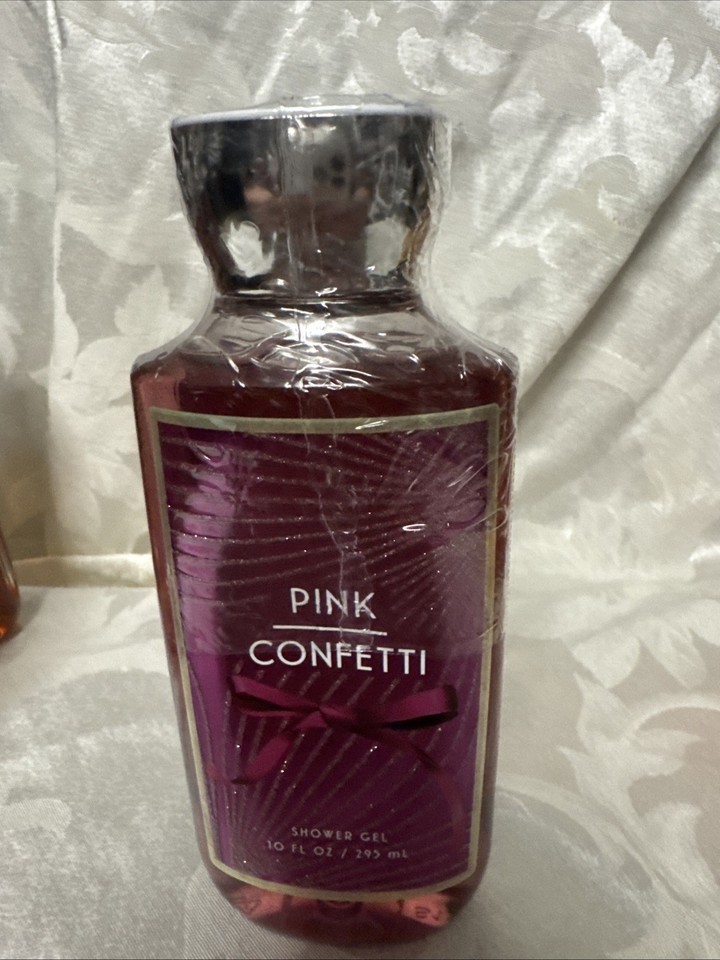 PINK
CONFETTI
SHOWER GEL
10 FL OZ / 295 mL